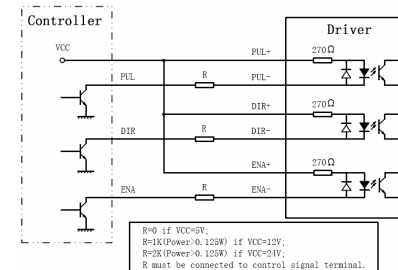 Controller
Driver
VCC
PUL+
270Ω
PUL
R
PUL-
DIR+
270Ω
DIR
R
DIR-
ENA+
270Ω
ENA
R
ENA-
R=0 if VCC=5V;
R=1K(Power>0.125W) if VCC=12V;
R=2K(Power>0.125W) if VCC=24V;
R must be connected to control signal terminal.